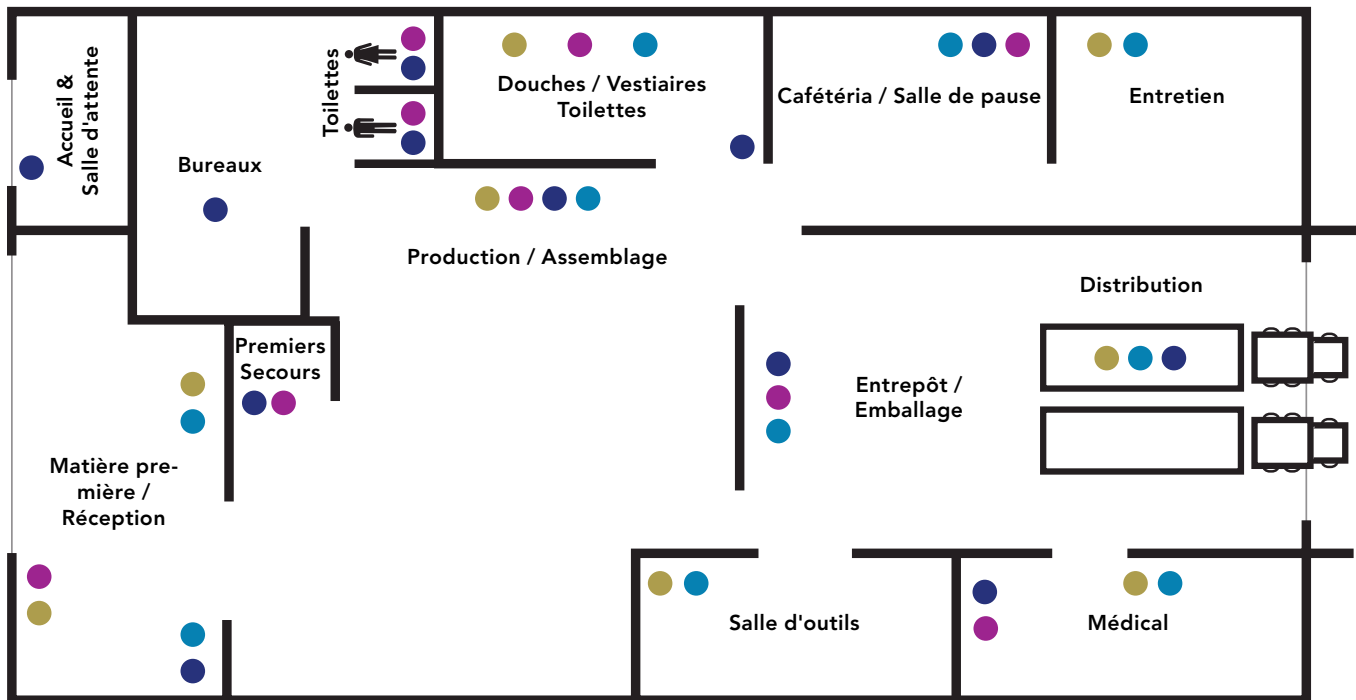 Accueil &
Salle d'attente
Toilettes
Douches / Vestiaires
Toilettes
Cafétéria / Salle de pause
Entretien
Bureaux
Production / Assemblage
Distribution
Premiers
Secours
Entrepôt /
Emballage
Matière pre-
mière /
Réception
Salle d'outils
Médical